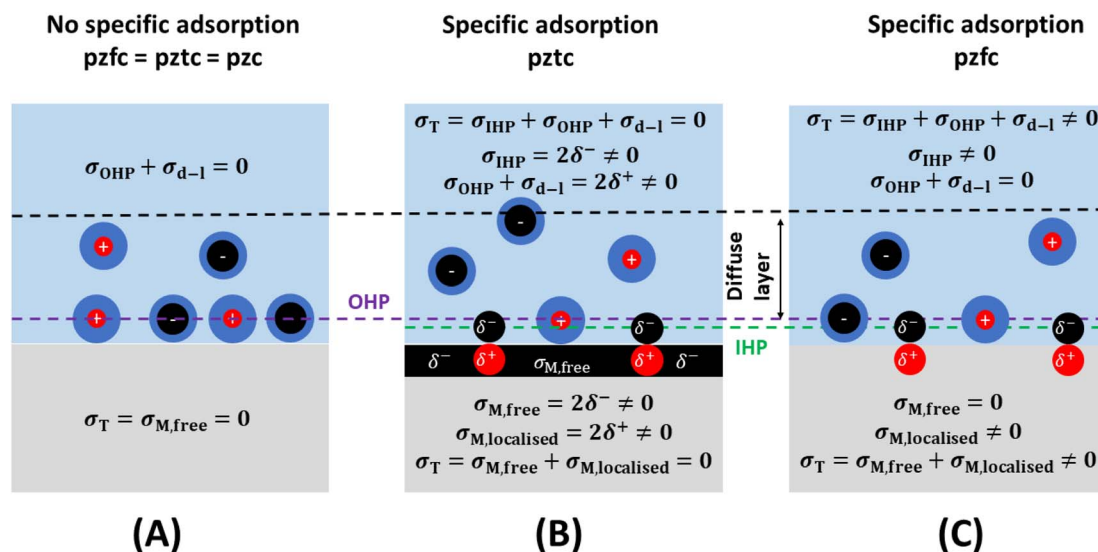 No specific adsorption
pzfc = pztc = pzc
σ_OHP + σ_d−l = 0
+
-
+
-
+
-
OHP
σ_T = σ_M,free = 0
(A)
Specific adsorption
pztc
σ_T = σ_IHP + σ_OHP + σ_d−l = 0
σ_IHP = 2δ⁻ ≠ 0
σ_OHP + σ_d−l = 2δ⁺ ≠ 0
-
-
+
δ⁻
+
δ⁻
δ⁻
δ⁺
σ_M,free
δ⁺
δ⁻
σ_M,free = 2δ⁻ ≠ 0
σ_M,localised = 2δ⁺ ≠ 0
σ_T = σ_M,free + σ_M,localised = 0
(B)
Diffuse
layer
IHP
Specific adsorption
pzfc
σ_T = σ_IHP + σ_OHP + σ_d−l ≠ 0
σ_IHP ≠ 0
σ_OHP + σ_d−l = 0
-
+
-
δ⁻
+
δ⁻
δ⁺
δ⁺
σ_M,free = 0
σ_M,localised ≠ 0
σ_T = σ_M,free + σ_M,localised ≠ 0
(C)